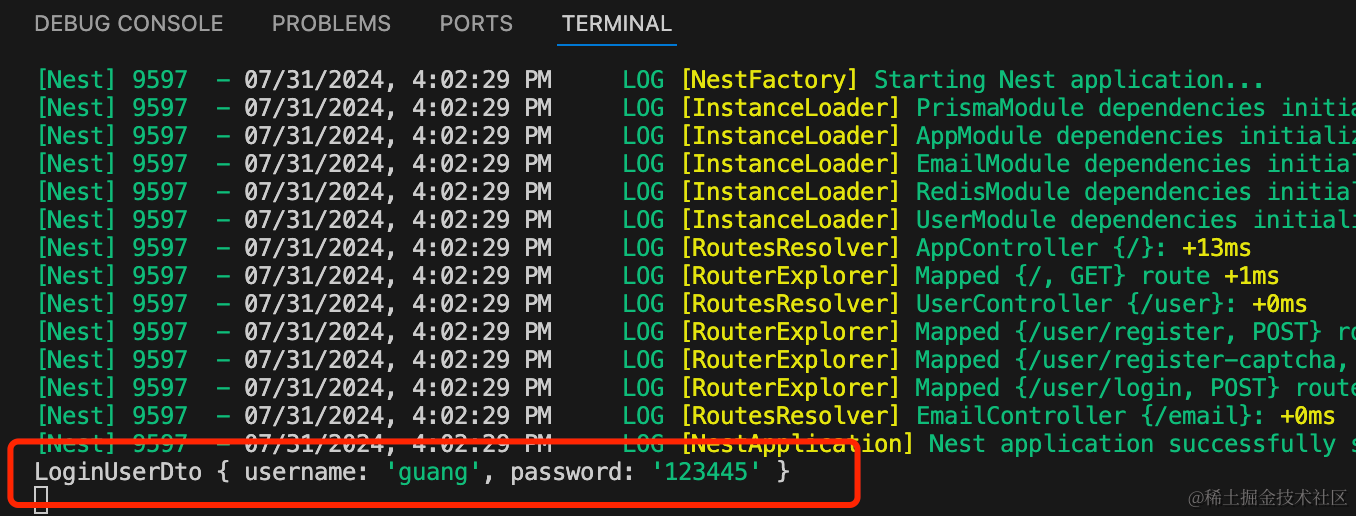 DEBUG CONSOLE PROBLEMS PORTS TERMINAL
[Nest] 9597 - 07/31/2024, 4:02:29 PM LOG [NestFactory] Starting Nest application...
[Nest] 9597 - 07/31/2024, 4:02:29 PM LOG [InstanceLoader] PrismaModule dependencies initia
[Nest] 9597 - 07/31/2024, 4:02:29 PM LOG [InstanceLoader] AppModule dependencies initializ
[Nest] 9597 - 07/31/2024, 4:02:29 PM LOG [InstanceLoader] EmailModule dependencies initial
[Nest] 9597 - 07/31/2024, 4:02:29 PM LOG [InstanceLoader] RedisModule dependencies initial
[Nest] 9597 - 07/31/2024, 4:02:29 PM LOG [InstanceLoader] UserModule dependencies initiali
[Nest] 9597 - 07/31/2024, 4:02:29 PM LOG [RoutesResolver] AppController {/}: +13ms
[Nest] 9597 - 07/31/2024, 4:02:29 PM LOG [RouterExplorer] Mapped {/, GET} route +1ms
[Nest] 9597 - 07/31/2024, 4:02:29 PM LOG [RoutesResolver] UserController {/user}: +0ms
[Nest] 9597 - 07/31/2024, 4:02:29 PM LOG [RouterExplorer] Mapped {/user/register, POST} ro
[Nest] 9597 - 07/31/2024, 4:02:29 PM LOG [RouterExplorer] Mapped {/user/register-captcha,
[Nest] 9597 - 07/31/2024, 4:02:29 PM LOG [RouterExplorer] Mapped {/user/login, POST} route
[Nest] 9597 - 07/31/2024, 4:02:29 PM LOG [RoutesResolver] EmailController {/email}: +0ms
[Nest] 9597 - 07/31/2024, 4:02:29 PM LOG [NestApplication] Nest application successfully s
LoginUserDto { username: 'guang', password: '123445' }
@稀土掘金技术社区